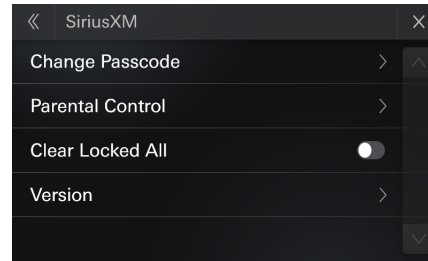 SiriusXM
Change Passcode
Parental Control
Clear Locked All
Version